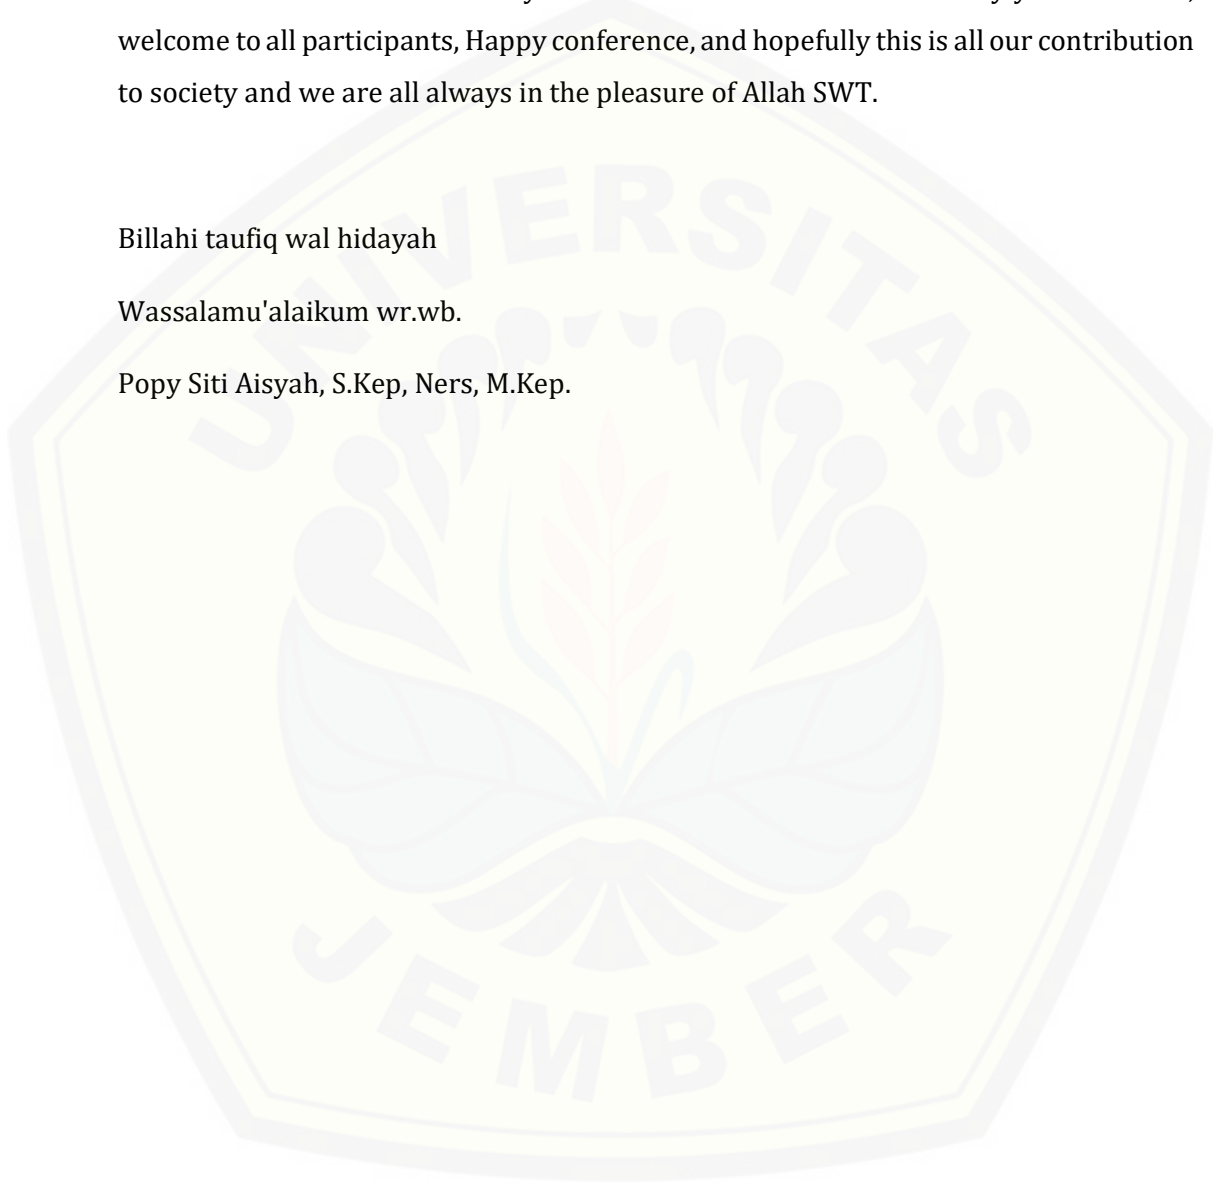 welcome to all participants, Happy conference, and hopefully this is all our contribution
to society and we are all always in the pleasure of Allah SWT.
Billahi taufiq wal hidayah
Wassalamu'alaikum wr.wb.
Popy Siti Aisyah, S.Kep, Ners, M.Kep.
UNIVERSITAS
JEMBER